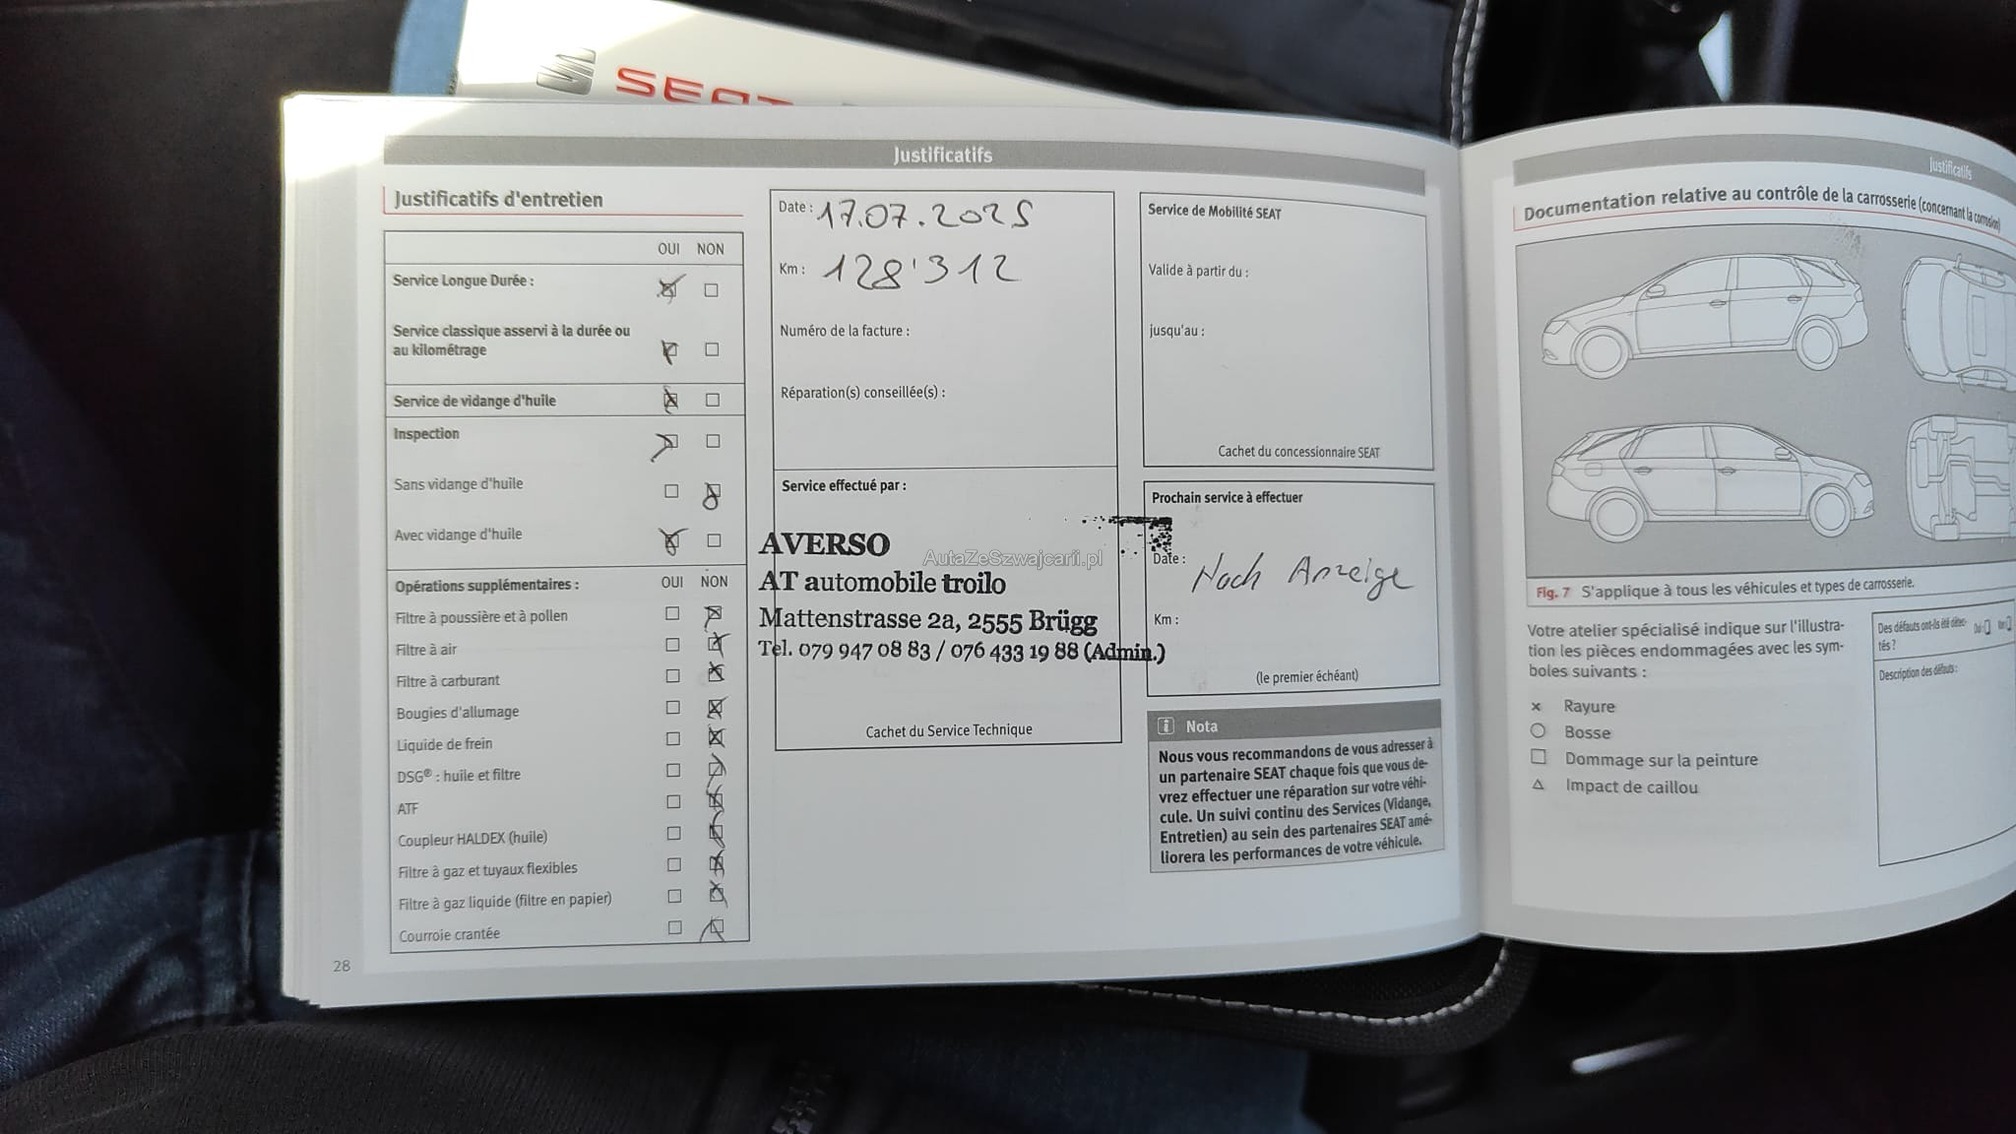 SEAT
Justificatifs
Justificatifs d'entretien
OUI NON
Service Longue Durée :
Service classique asservi à la durée ou
au kilométrage
Service de vidange d'huile
Inspection
Sans vidange d'huile
Avec vidange d'huile
Opérations supplémentaires : OUI NON
Filtre à poussière et à pollen
Filtre à air
Filtre à carburant
Bougies d'allumage
Liquide de frein
DSG® : huile et filtre
ATF
Coupleur HALDEX (huile)
Filtre à gaz et tuyaux flexibles
Filtre à gaz liquide (filtre en papier)
Courroie crantée
28
Date : 17.07.2025
Km : 128'312
Numéro de la facture :
Réparation(s) conseillée(s) :
Service effectué par :
AVERSO
AT automobile troilo
Mattenstrasse 2a, 2555 Brügg
Tel. 079 947 08 83 / 076 433 19 88 (Admin.)
Cachet du Service Technique
AutaZeSzwajcarii.pl
Service de Mobilité SEAT
Valide à partir du :
jusqu'au :
Cachet du concessionnaire SEAT
Prochain service à effectuer
Date : Nach Anzeige
Km :
(le premier échéant)
i Nota
Nous vous recommandons de vous adresser à
un partenaire SEAT chaque fois que vous de-
vrez effectuer une réparation sur votre véhi-
cule. Un suivi continu des Services (Vidange,
Entretien) au sein des partenaires SEAT amé-
liorera les performances de votre véhicule.
Justificatifs
Documentation relative au contrôle de la carrosserie (concernant la corrosion)
Fig. 7 S'applique à tous les véhicules et types de carrosserie.
Votre atelier spécialisé indique sur l'illustra-
tion les pièces endommagées avec les sym-
boles suivants :
× Rayure
○ Bosse
□ Dommage sur la peinture
△ Impact de caillou
Des défauts ont-ils été détec-
tés ?
Oui Non
Description des défauts :